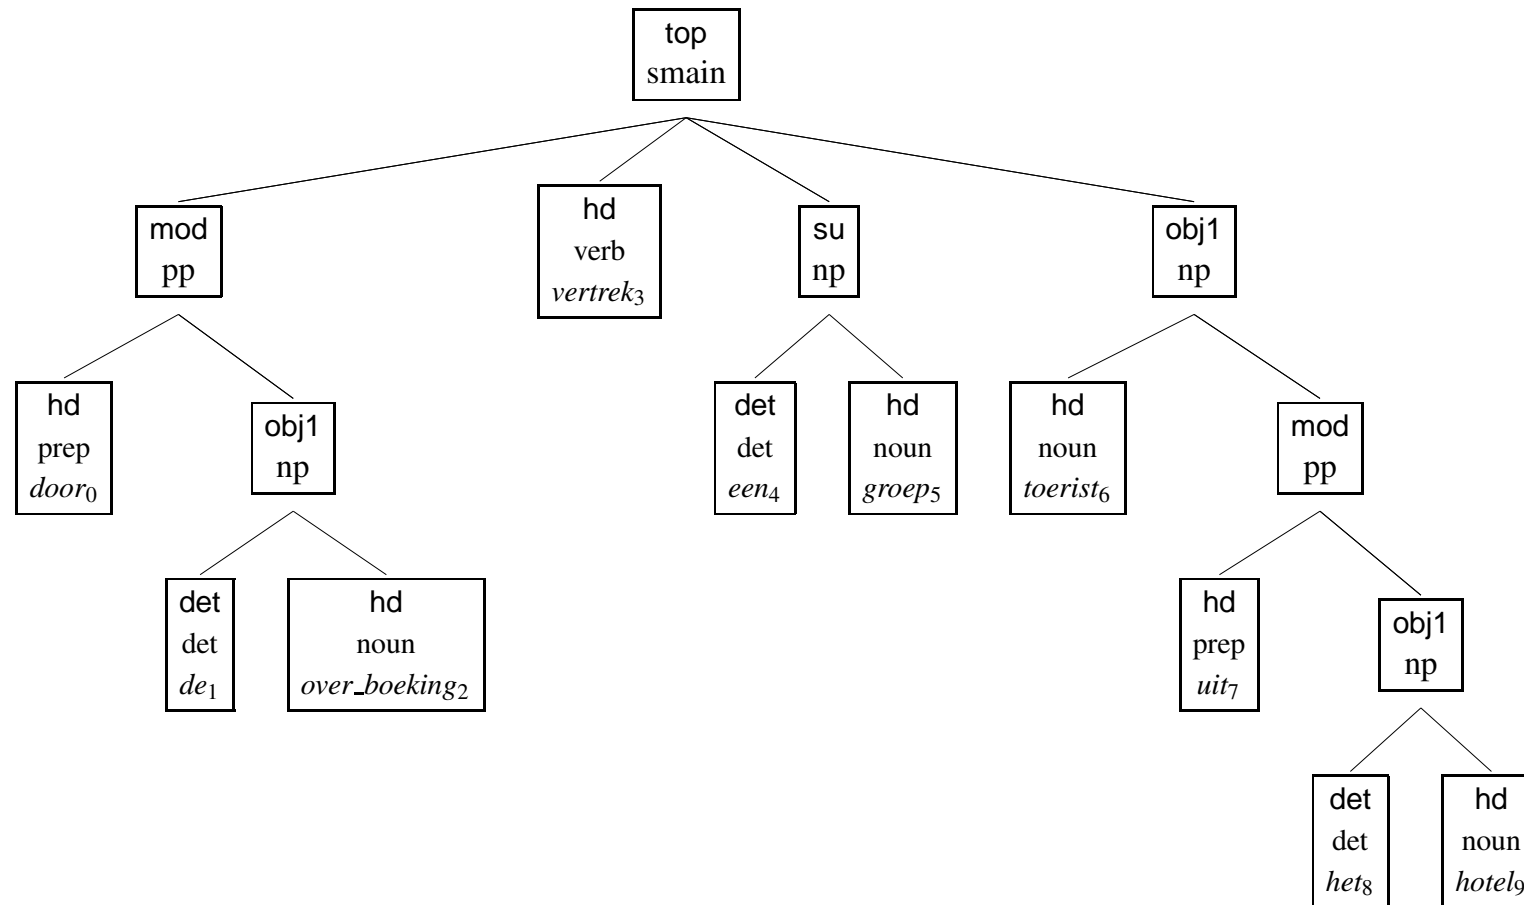 top
smain
mod
pp
hd
verb
vertrek3
su
np
obj1
np
hd
prep
door0
obj1
np
det
det
een4
hd
noun
groep5
hd
noun
toerist6
mod
pp
det
det
de1
hd
noun
over_boeking2
hd
prep
uit7
obj1
np
det
det
het8
hd
noun
hotel9